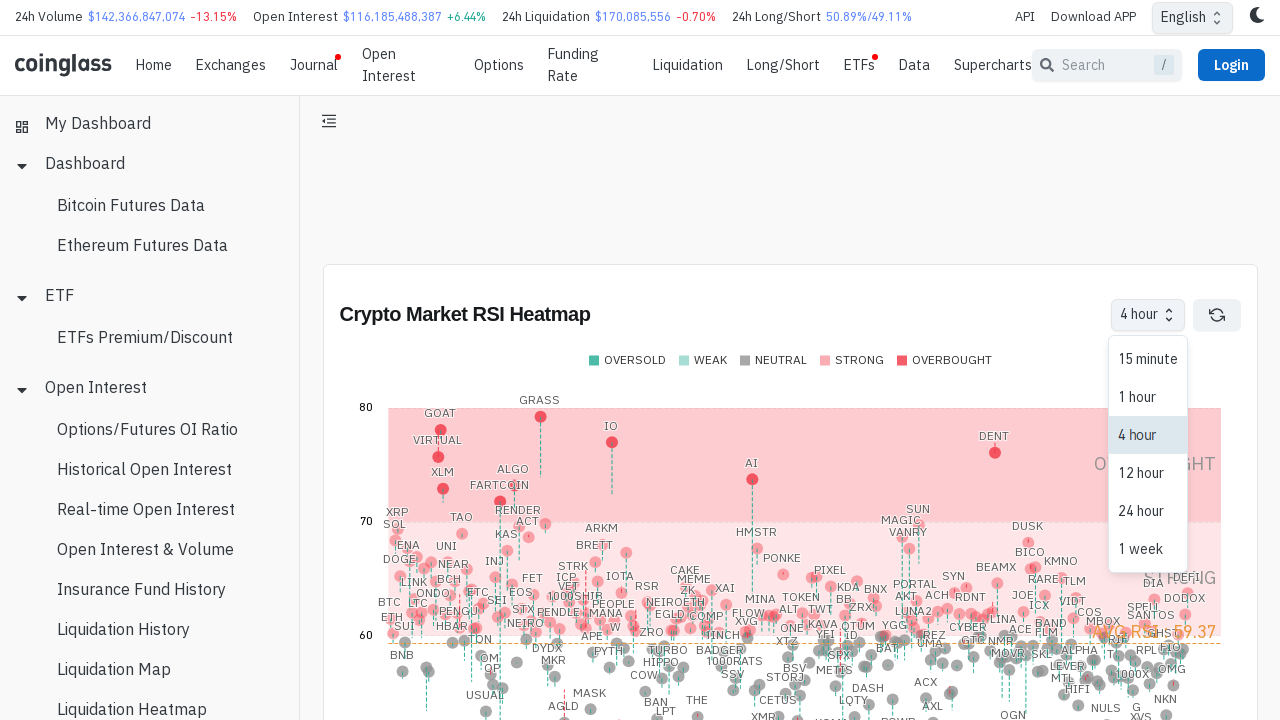 24h Volume $142,366,847,074 -13.15% Open Interest $116,185,488,387 +6.44% 24h Liquidation $170,085,556 -0.70% 24h Long/Short 50.89%/49.11% API Download APP English
coinglass Home Exchanges Journal Open Interest Options Funding Rate Liquidation Long/Short ETFs Data Supercharts Search / Login
My Dashboard
Dashboard
Bitcoin Futures Data
Ethereum Futures Data
ETF
ETFs Premium/Discount
Open Interest
Options/Futures OI Ratio
Historical Open Interest
Real-time Open Interest
Open Interest & Volume
Insurance Fund History
Liquidation History
Liquidation Map
Liquidation Heatmap
Crypto Market RSI Heatmap
4 hour
15 minute
1 hour
4 hour
12 hour
24 hour
1 week
OVERSOLD WEAK NEUTRAL STRONG OVERBOUGHT
80
GRASS
GOAT
IO
VIRTUAL
DENT
AI
XLM
ALGO
FARTCOIN
70
XRP
RENDER
SUN
SOL
TAO
ACT
MAGIC
ARKM
DUSK
KAS
HMSTR
VANRY
ENA
UNI
BRETT
BICO
DOGE
INJ
PONKE
KMNO
NEAR
STRK
CAKE
PIXEL
BEAMX
LINK
BCH
FET
ICP
IOTA
MEME
SYN
RARE
TLM
DIA
DEFI
STRONG
ONDO
ETC
EOS
VET
RSR
ZK
XAI
KDA
BNX
PORTAL
JOE
BTC
LTC
SEI
1000SHIB
NEIROETH
MINA
TOKEN
BB
AKT
ACH
RDNT
ICX
VIDT
DODOX
ETH
PENGU
STX
PENDLE
PEOPLE
MANA
EGLD
COMP
FLOW
ALT
TWT
ZRX
LUNA2
LINA
COS
SPELL
SANTOS
SUI
HBAR
NEIRO
W
XVG
ONE
KAVA
QTUM
YGG
CYBER
ACE
BAND
MBOX
60
TON
APE
ZRO
1INCH
XTZ
YFI
ID
REZ
GTC
NMR
FLM
GHST
BNB
DYDX
PYTH
TURBO
BADGER
SPX
BAT
UMA
MOVR
SKL
ALPHA
RPL
FIO
OM
MKR
HIPPO
1000RATS
BSV
METIS
LEVER
OMG
QP
COW
SSV
STORJ
ACX
MTL
1000X
USUAL
MASK
DASH
HIFI
AGLD
BAN
THE
CETUS
LQTY
AXL
NKN
LPT
XMR
OGN
NULS
G
XVS